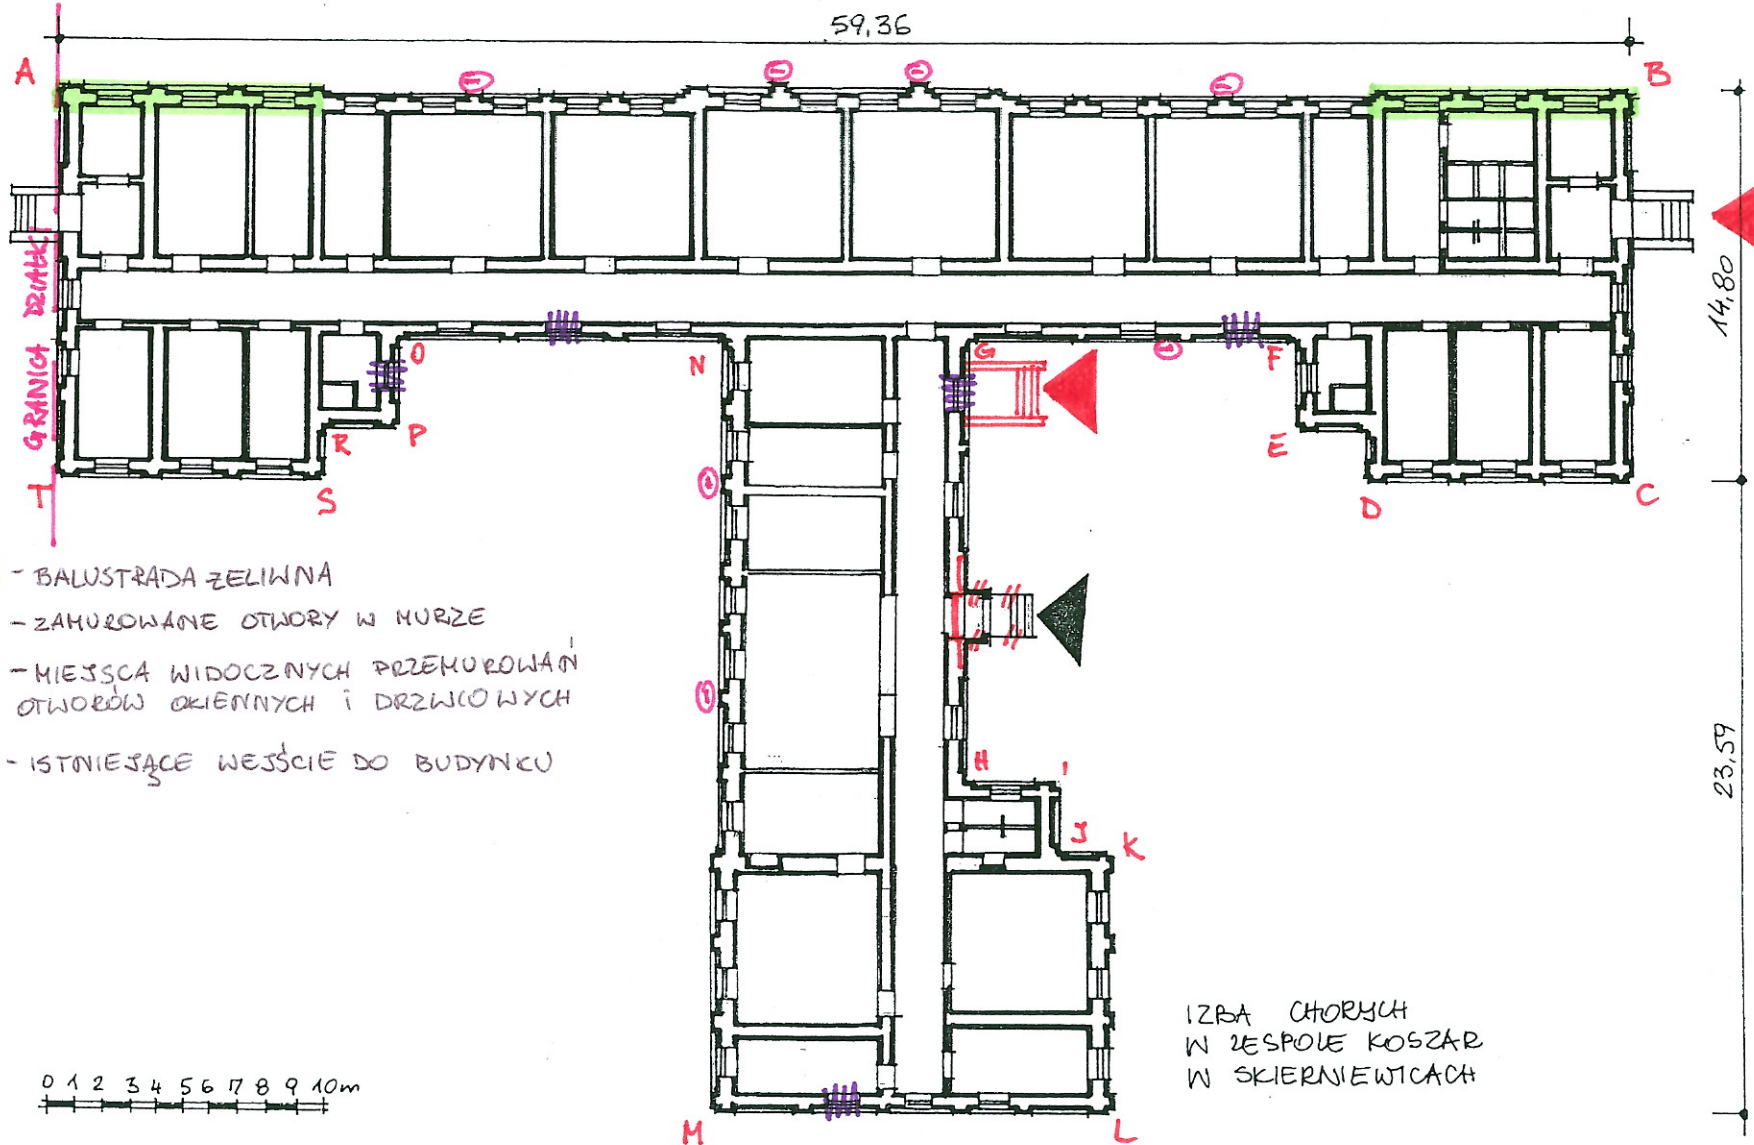 59,36
A
B
14,80
GRANICA DZIAŁKI
O
N
G
F
R
P
E
T
S
D
C
- BALUSTRADA ŻELIWNA
- ZAMUROWANE OTWORY W MURZE
- MIEJSCA WIDOCZNYCH PRZEMUROWAŃ
OTWORÓW OKIENNYCH i DRZWIOWYCH
- ISTNIEJĄCE WEJŚCIE DO BUDYNKU
23,59
H
I
J
K
IZBA CHORYCH
W ZESPOLE KOSZAR
W SKIERNIEWICACH
0 1 2 3 4 5 6 7 8 9 10m
M
L